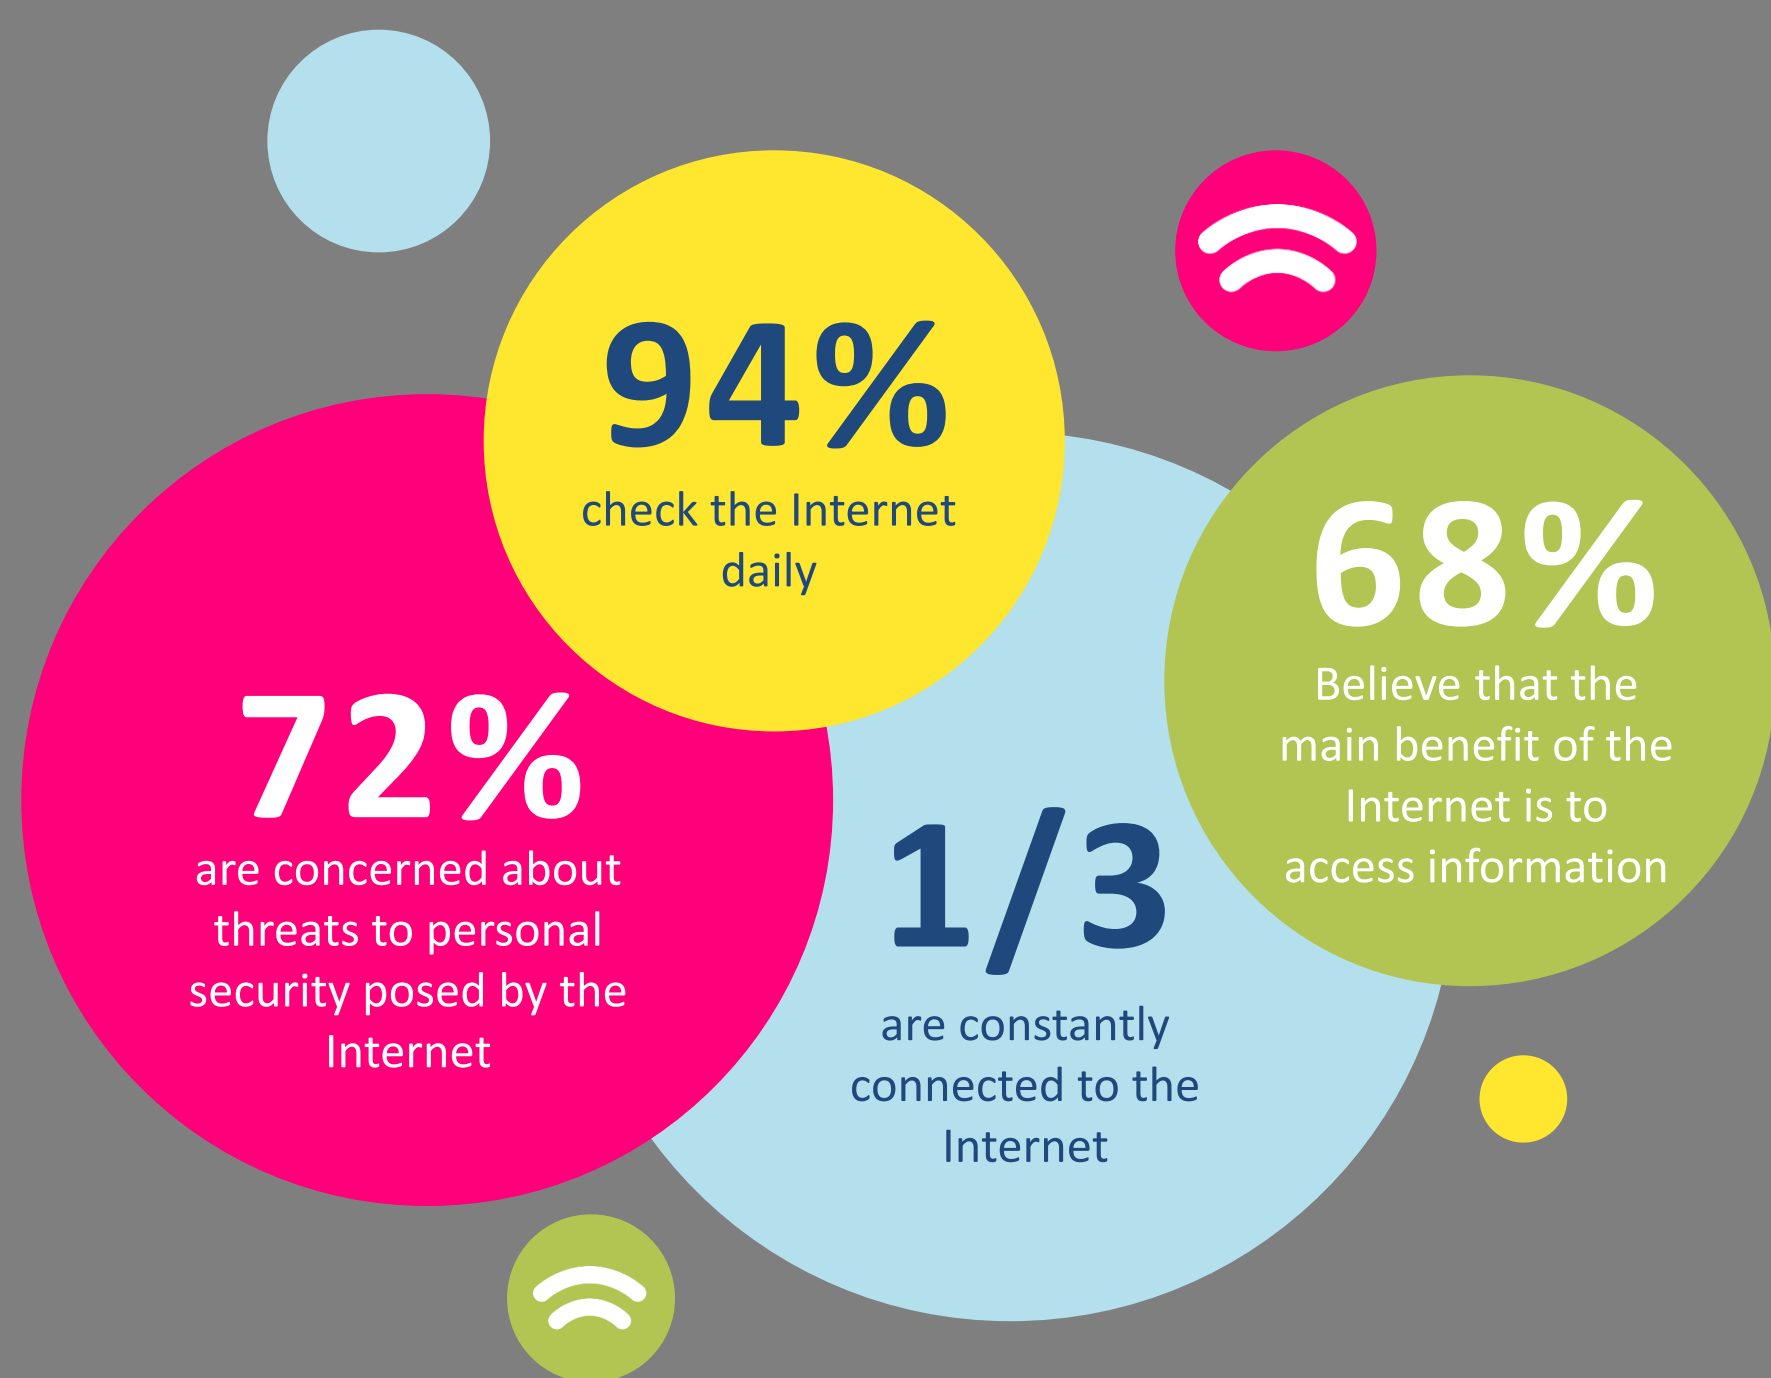 94%
check the Internet
daily
72%
are concerned about
threats to personal
security posed by the
Internet
1/3
are constantly
connected to the
Internet
68%
Believe that the
main benefit of the
Internet is to
access information